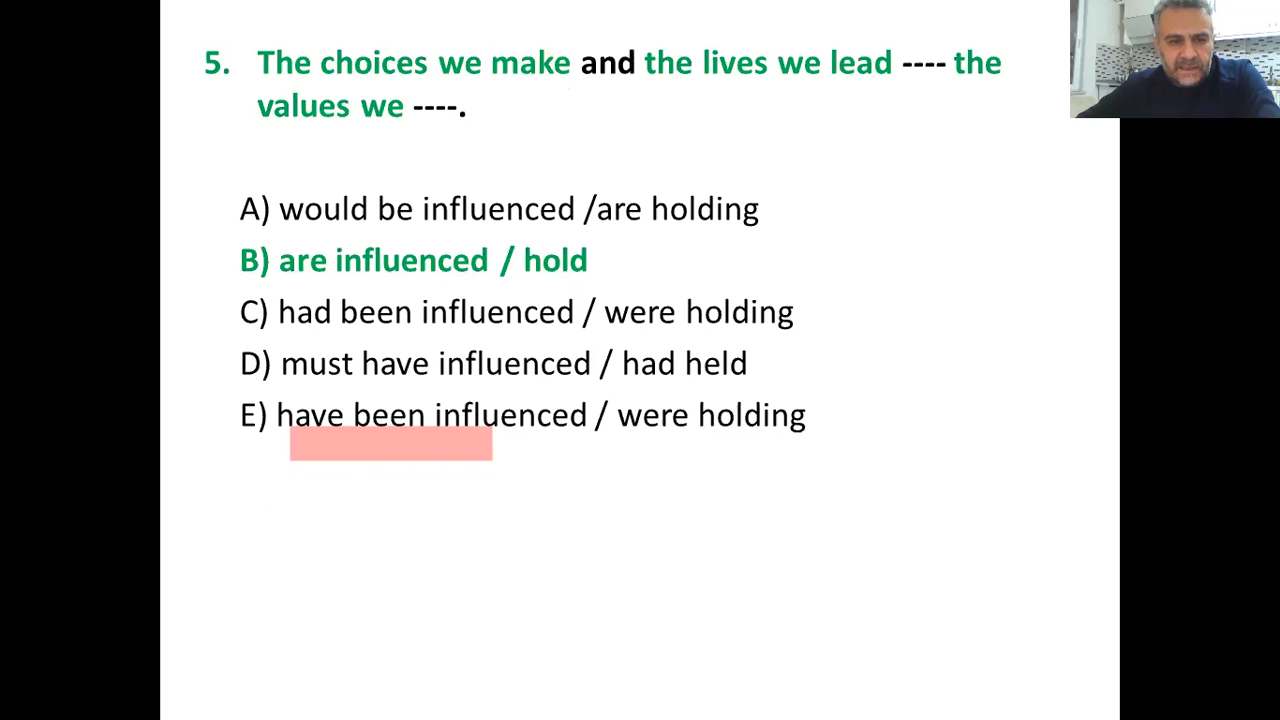 5. The choices we make and the lives we lead ---- the
values we ----.
A) would be influenced /are holding
B) are influenced / hold
C) had been influenced / were holding
D) must have influenced / had held
E) have been influenced / were holding